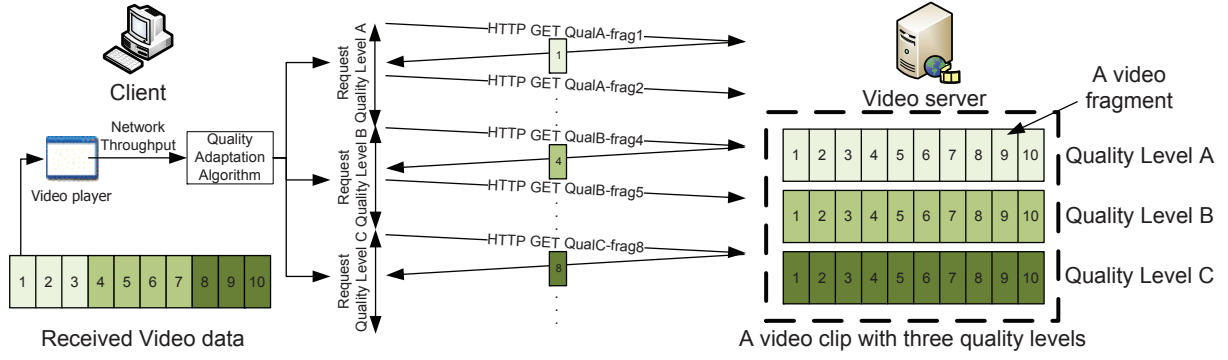 Client
Network
Throughput
Quality
Adaptation
Algorithm
Video player
1 2 3 4 5 6 7 8 9 10
Received Video data
Request
Quality Level A
Request
Quality Level B
Request
Quality Level C
HTTP GET QualA-frag1
1
HTTP GET QualA-frag2
HTTP GET QualB-frag4
4
HTTP GET QualB-frag5
HTTP GET QualC-frag8
8
Video server
A video
fragment
1 2 3 4 5 6 7 8 9 10
Quality Level A
1 2 3 4 5 6 7 8 9 10
Quality Level B
1 2 3 4 5 6 7 8 9 10
Quality Level C
A video clip with three quality levels